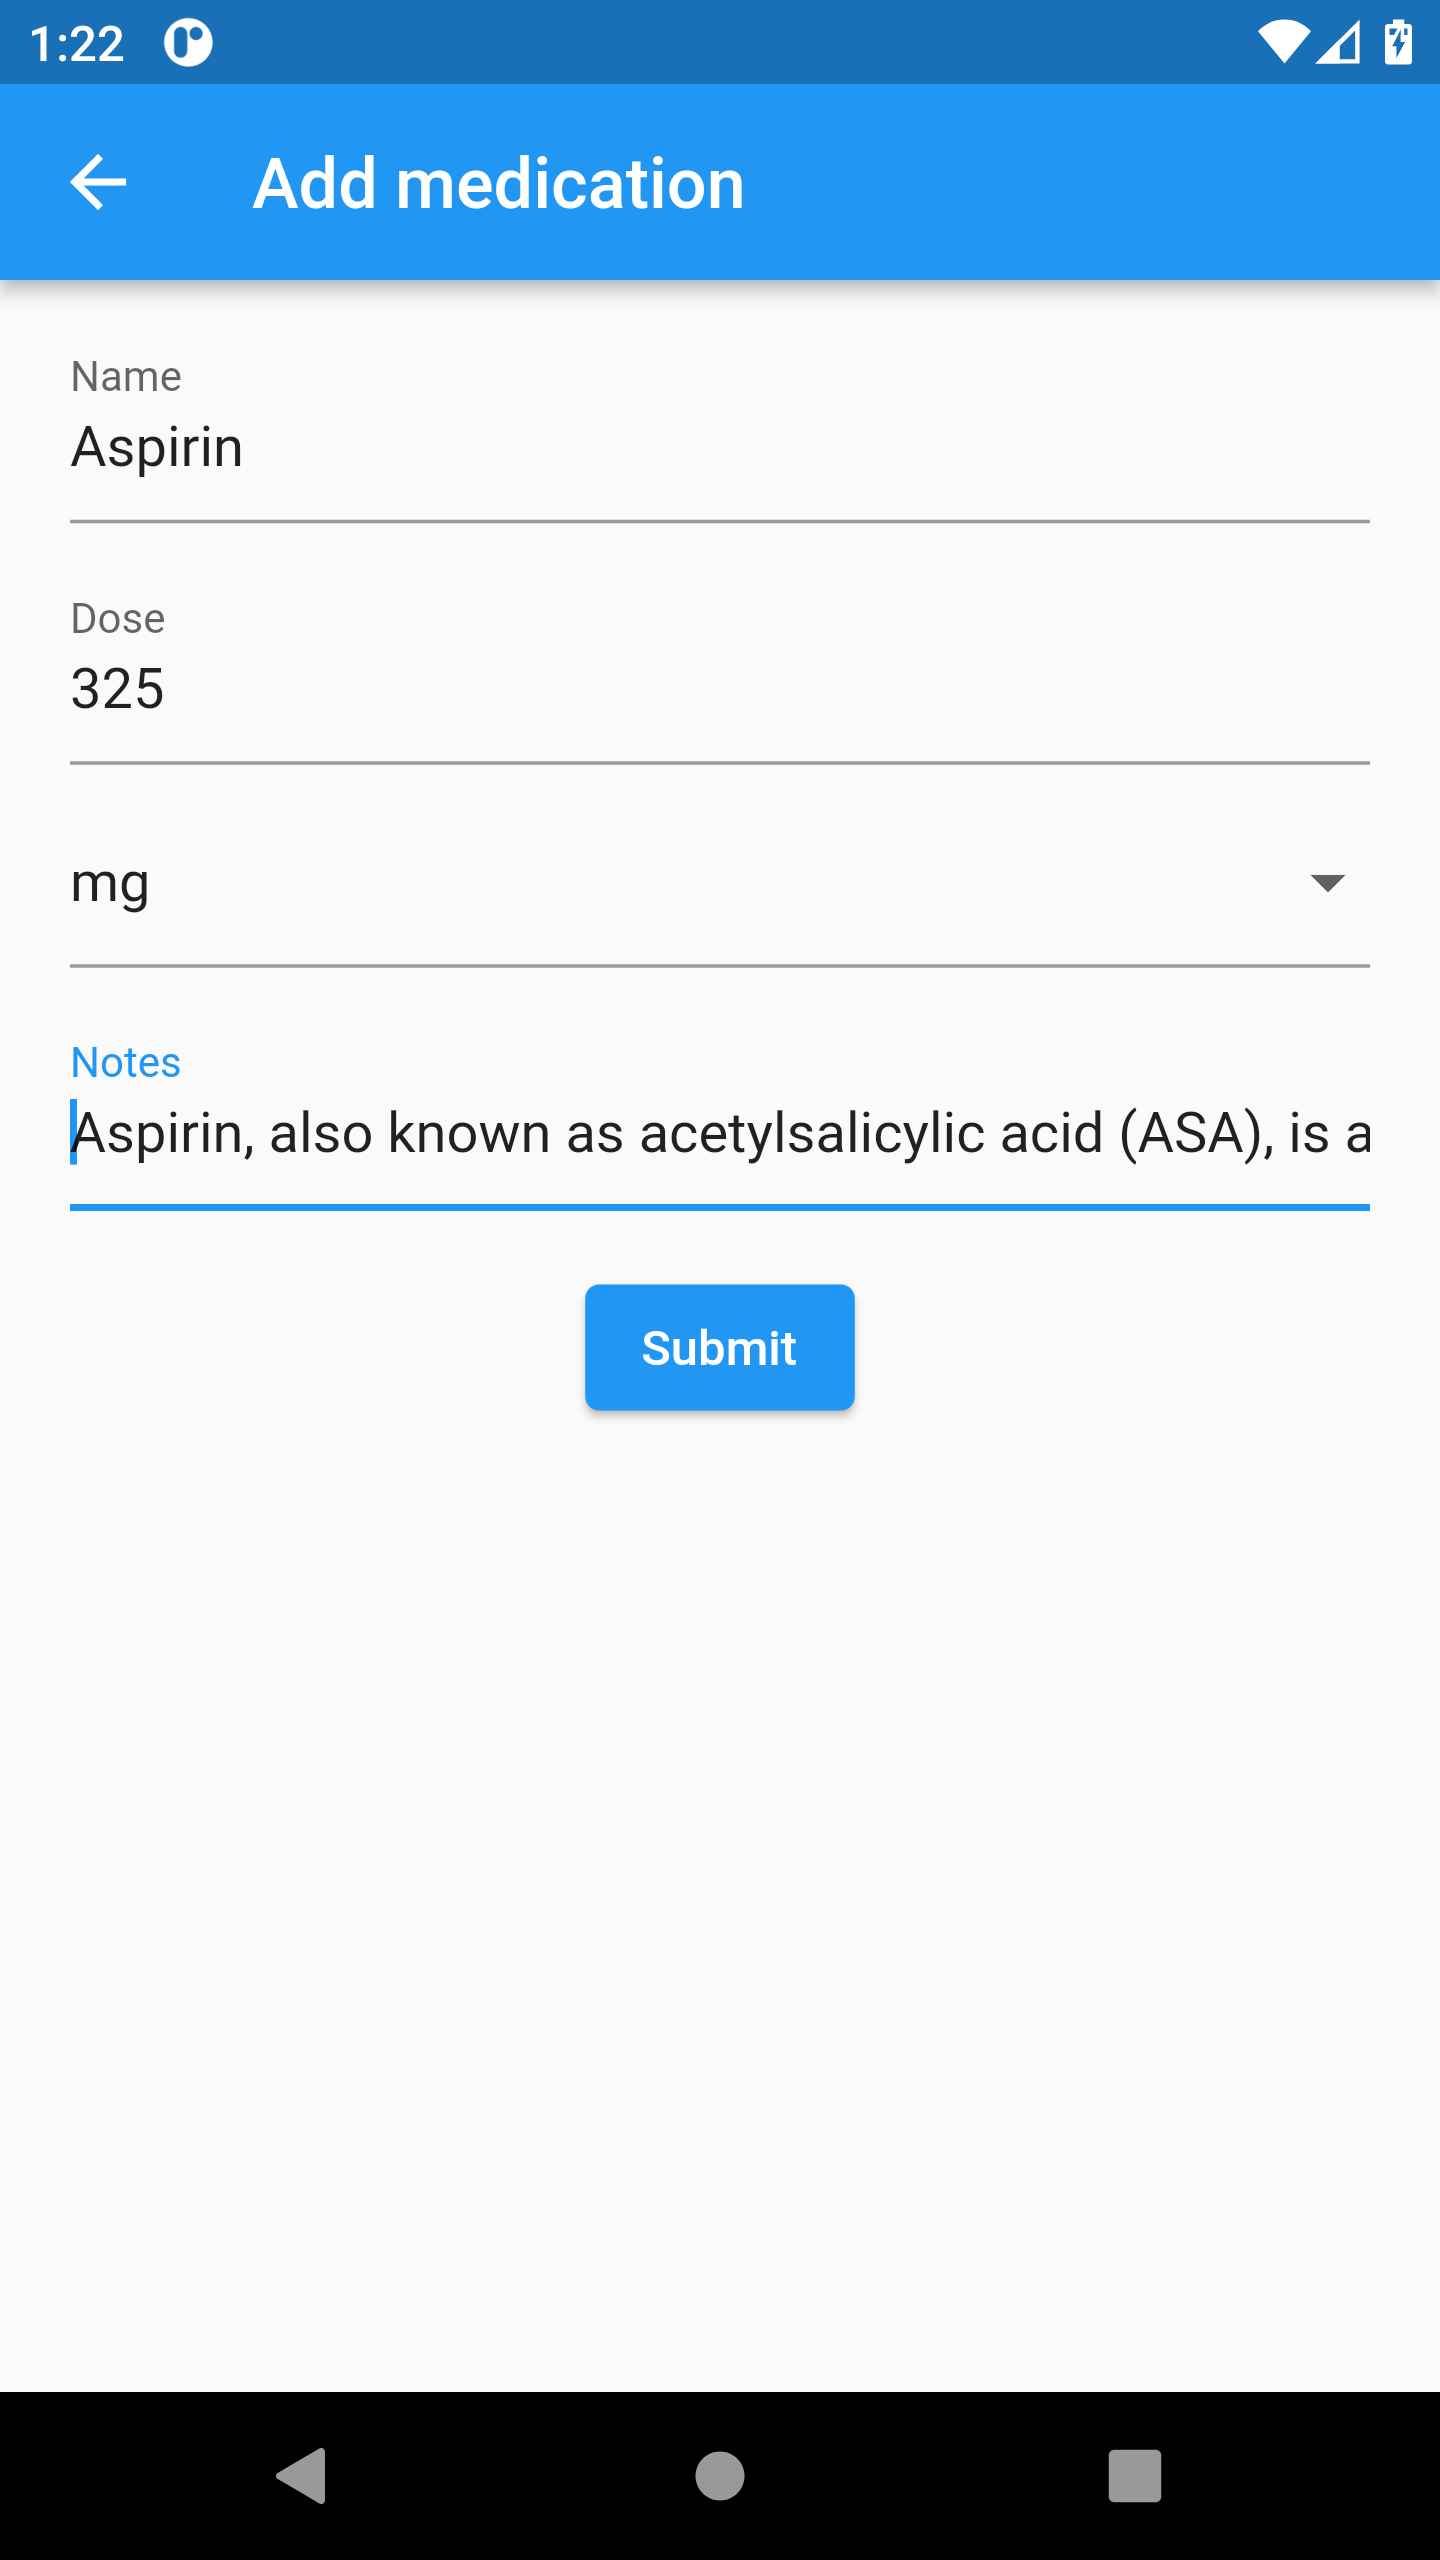 1:22
Add medication
Name
Aspirin
Dose
325
mg
Notes
Aspirin, also known as acetylsalicylic acid (ASA), is a
Submit